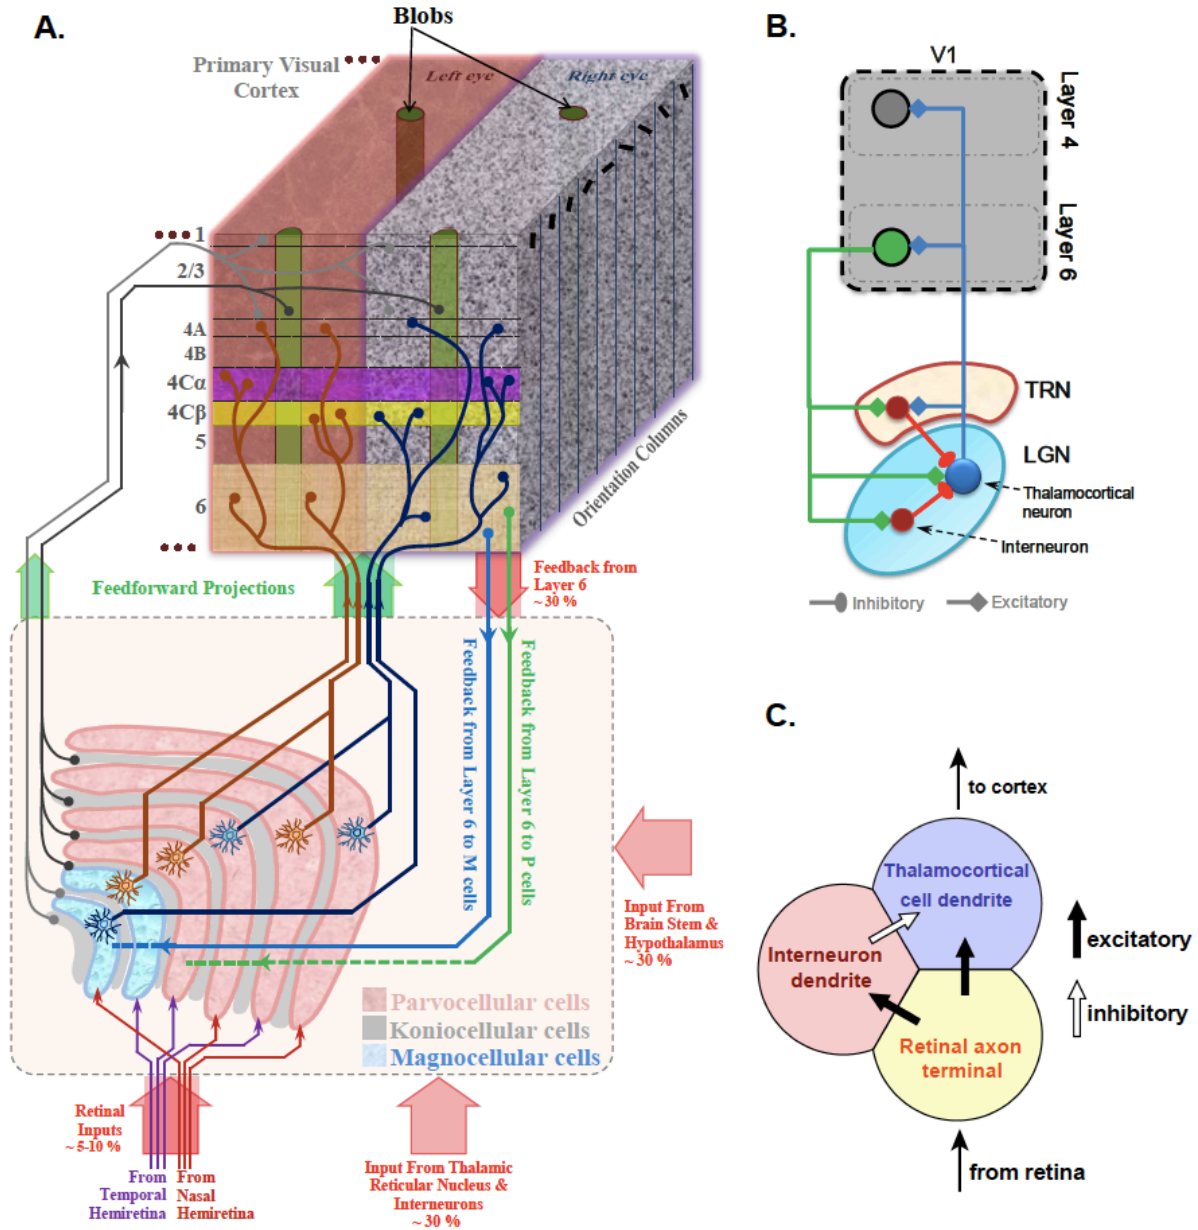 A.
Blobs
Primary Visual
Cortex
Left eye
Right eye
1
2/3
4A
4B
4Cα
4Cβ
5
6
Orientation Columns
Feedforward Projections
Feedback from
Layer 6
~ 30 %
Feedback from Layer 6 to M cells
Feedback from Layer 6 to P cells
Input From
Brain Stem &
Hypothalamus
~ 30 %
Parvocellular cells
Koniocellular cells
Magnocellular cells
Retinal
Inputs
~ 5-10 %
From
Temporal
Hemiretina
From
Nasal
Hemiretina
Input From Thalamic
Reticular Nucleus &
Interneurons
~ 30 %
B.
V1
Layer 4
Layer 6
TRN
LGN
Thalamocortical
neuron
Interneuron
Inhibitory
Excitatory
C.
to cortex
Thalamocortical
cell dendrite
Interneuron
dendrite
Retinal axon
terminal
excitatory
inhibitory
from retina